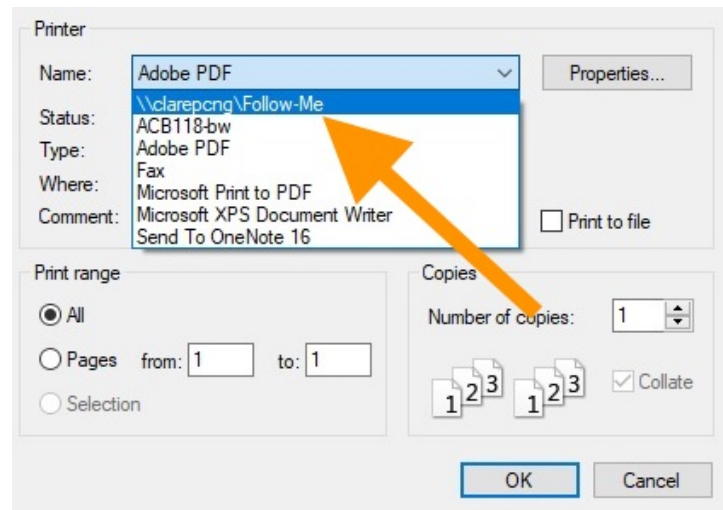 Printer
Name: Adobe PDF Properties...
\\clarepcng\Follow-Me
Status: ACB118-bw
Type: Adobe PDF
Fax
Where: Microsoft Print to PDF
Comment: Microsoft XPS Document Writer Print to file
Send To OneNote 16
Print range Copies
All Number of copies: 1
Pages from: 1 to: 1
1 2 3 1 2 3 Collate
Selection
OK Cancel